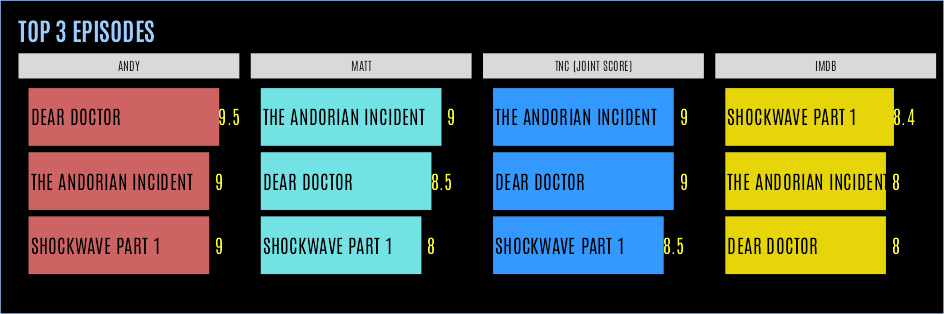 TOP 3 EPISODES
ANDY
DEAR DOCTOR 9.5
THE ANDORIAN INCIDENT 9
SHOCKWAVE PART 1 9
MATT
THE ANDORIAN INCIDENT 9
DEAR DOCTOR 8.5
SHOCKWAVE PART 1 8
TNC (JOINT SCORE)
THE ANDORIAN INCIDENT 9
DEAR DOCTOR 9
SHOCKWAVE PART 1 8.5
IMDB
SHOCKWAVE PART 1 8.4
THE ANDORIAN INCIDENT 8
DEAR DOCTOR 8